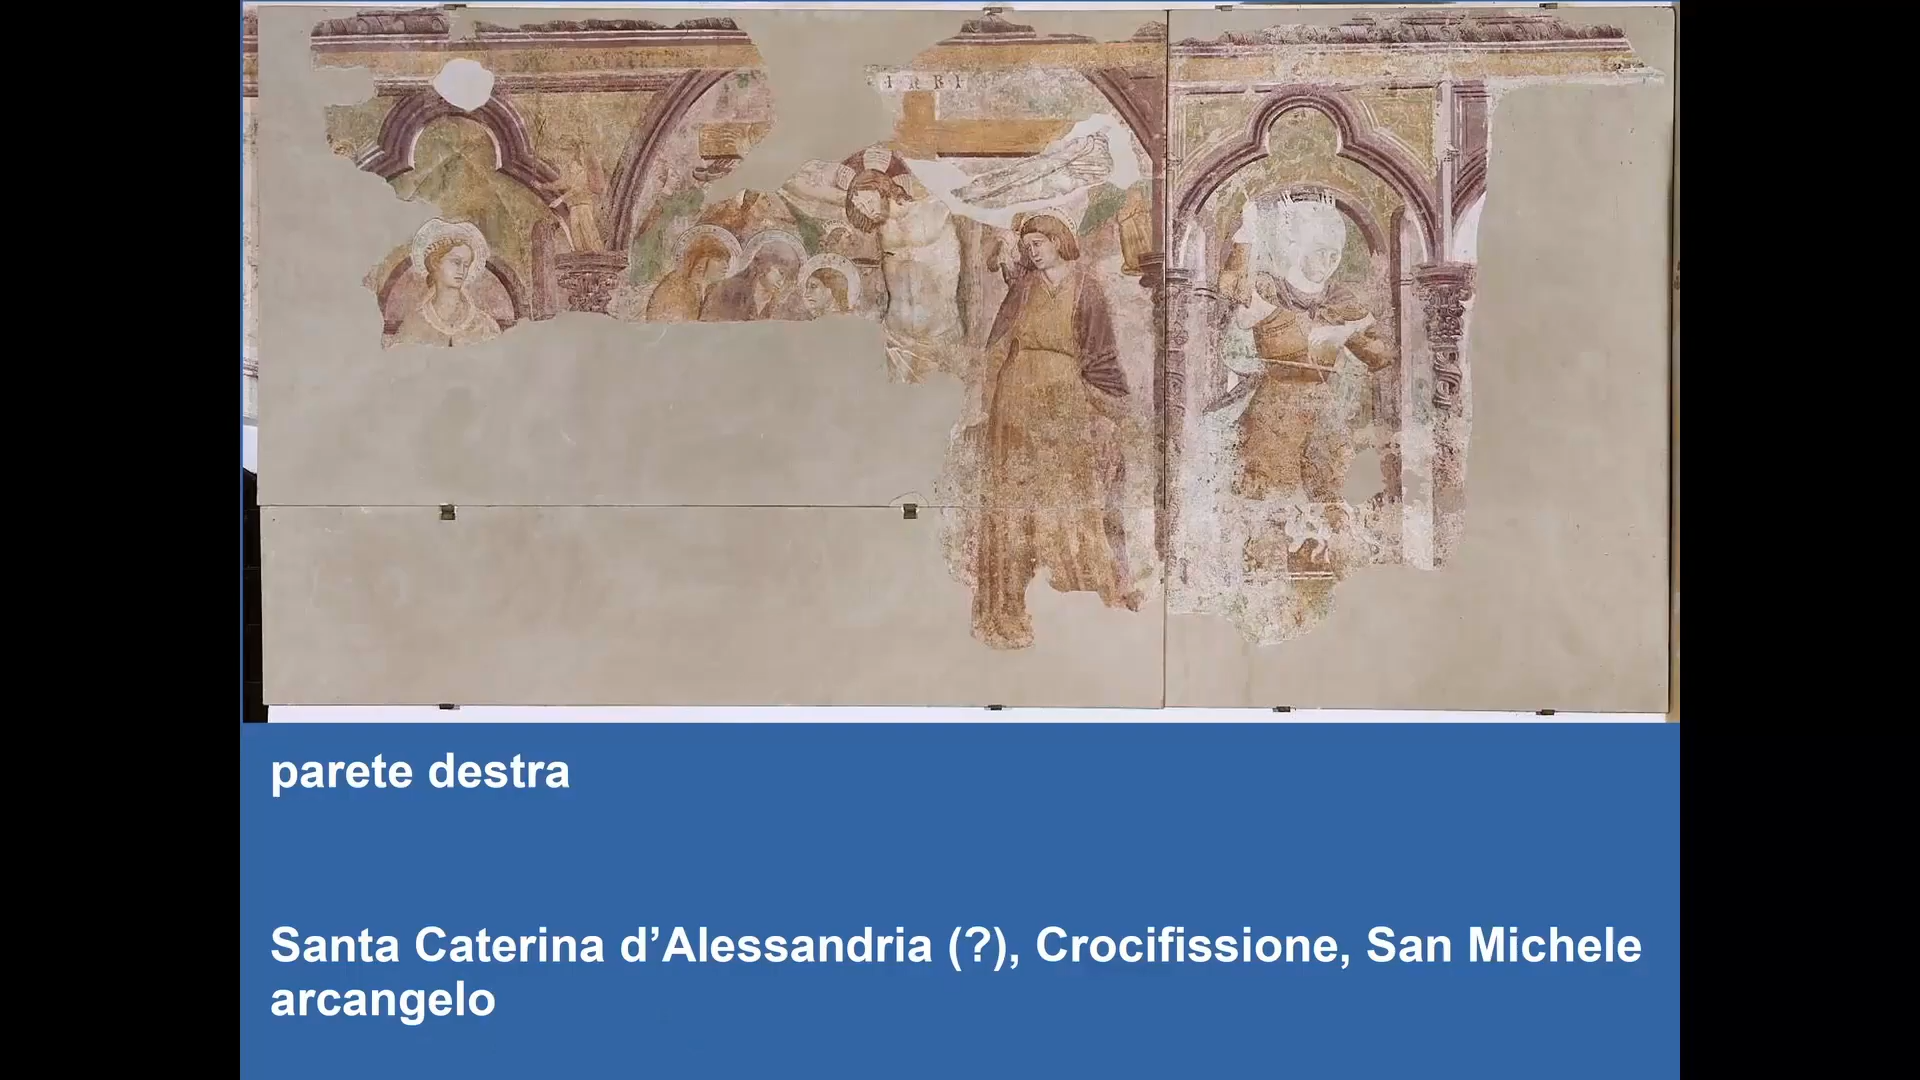 I N R I
parete destra
Santa Caterina d’Alessandria (?), Crocifissione, San Michele
arcangelo